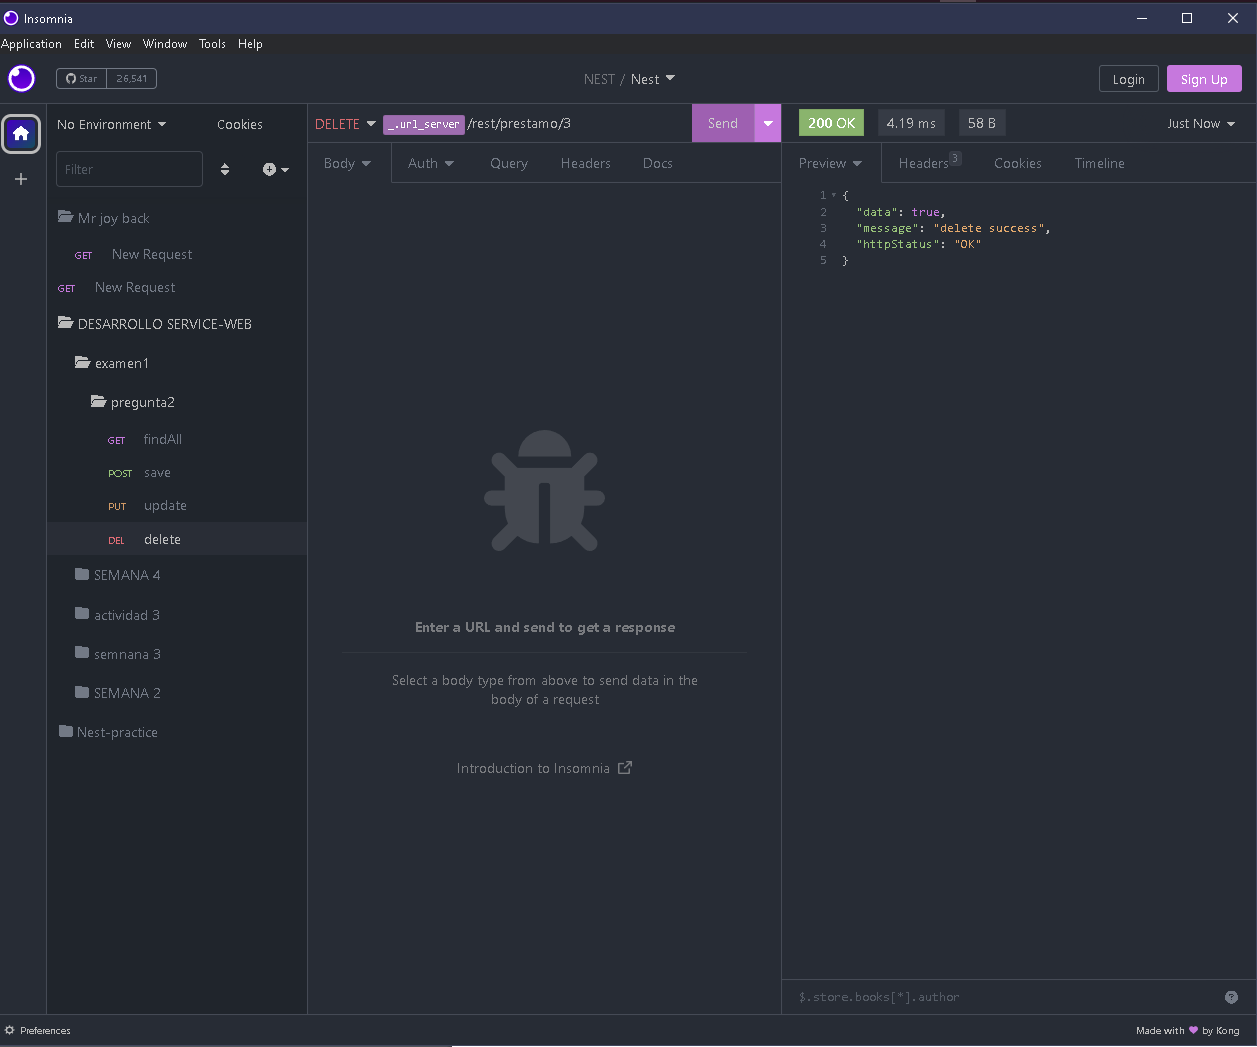 Insomnia
Application Edit View Window Tools Help
Star 26,541
NEST / Nest
Login Sign Up
No Environment Cookies
Filter
Mr joy back
GET New Request
GET New Request
DESARROLLO SERVICE-WEB
examen1
pregunta2
GET findAll
POST save
PUT update
DEL delete
SEMANA 4
actividad 3
semnana 3
SEMANA 2
Nest-practice
DELETE _.url_server /rest/prestamo/3 Send
Body Auth Query Headers Docs
Enter a URL and send to get a response
Select a body type from above to send data in the
body of a request
Introduction to Insomnia
200 OK 4.19 ms 58 B Just Now
Preview Headers 3 Cookies Timeline
1 {
2 "data": true,
3 "message": "delete success",
4 "httpStatus": "OK"
5 }
$.store.books[*].author
Preferences
Made with ♥ by Kong